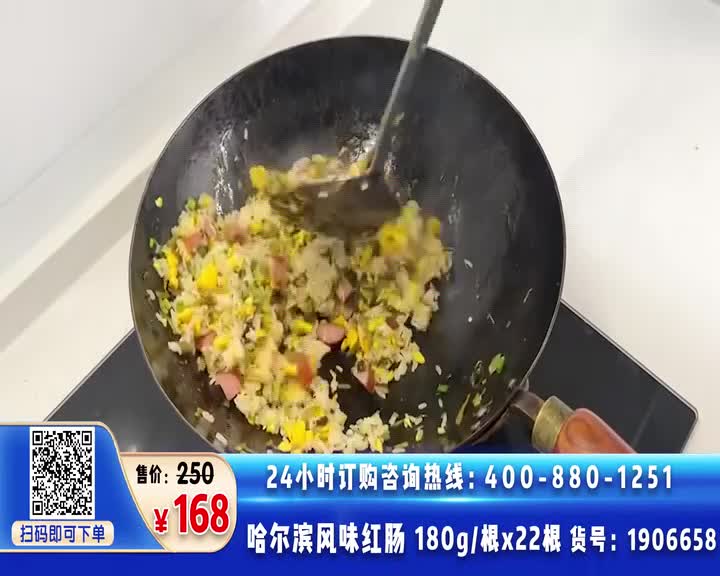 扫码即可下单
售价：250
￥168
24小时订购咨询热线：400-880-1251
哈尔滨风味红肠 180g/根x22根 货号：1906658